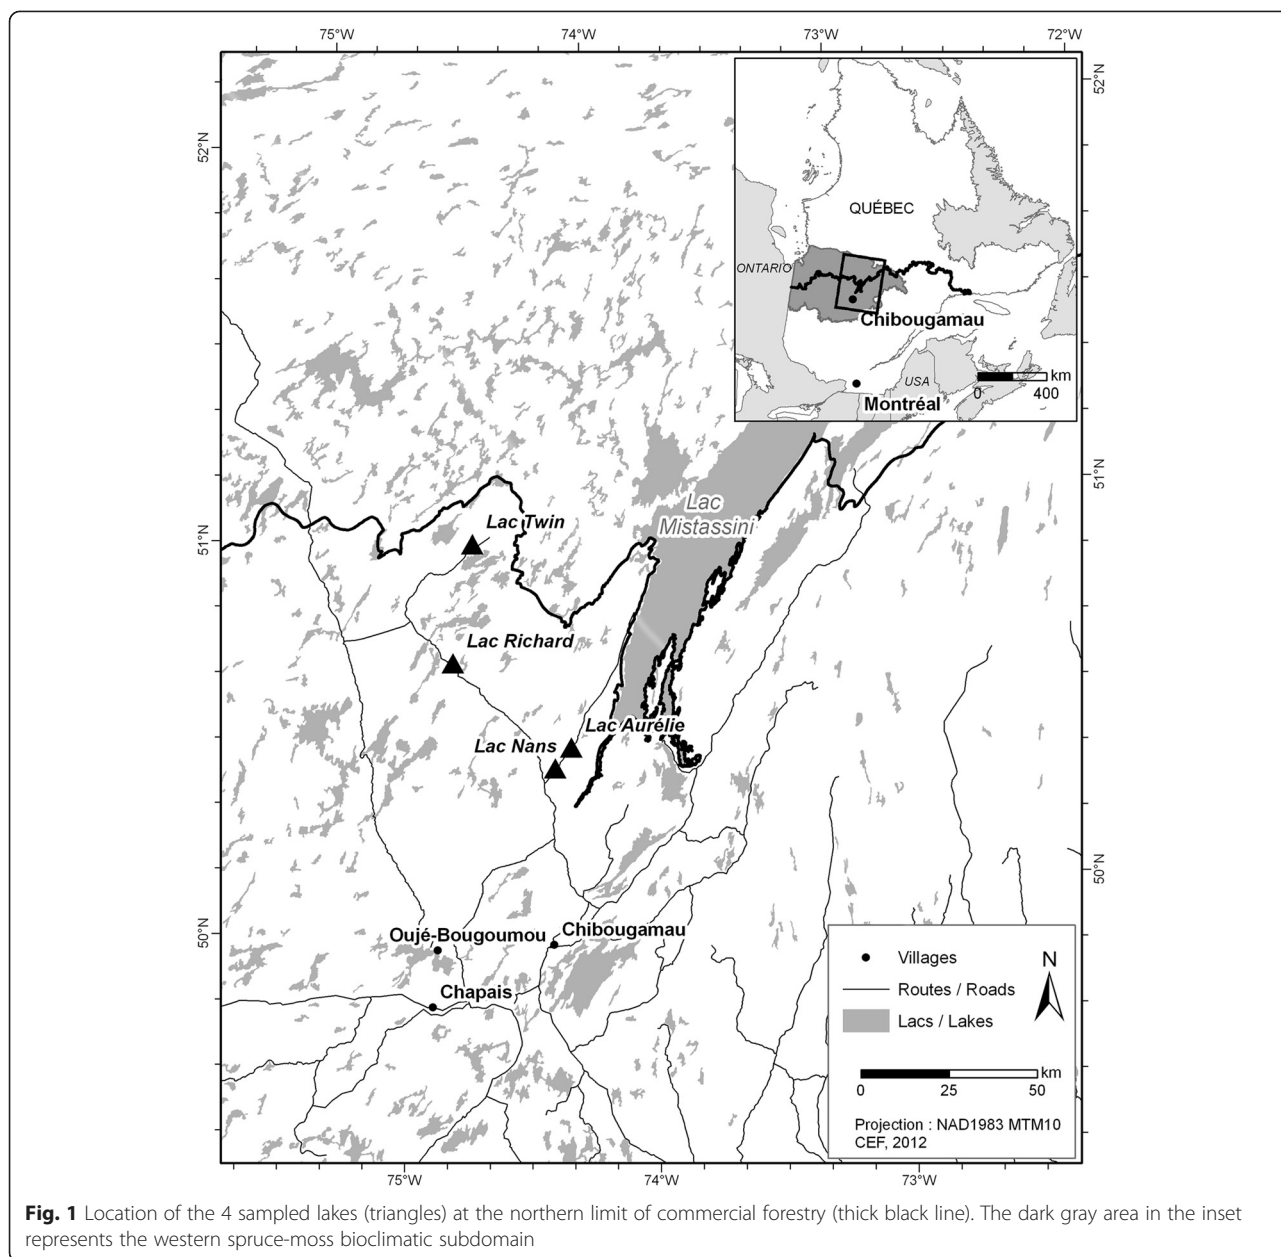 75°W
74°W
73°W
72°W
52°N
52°N
QUÉBEC
ONTARIO
Chibougamau
USA
km
0
400
Montréal
51°N
51°N
Lac
Mistassini
Lac Twin
Lac Richard
Lac Aurélie
Lac Nans
50°N
50°N
Oujé-Bougoumou
Chibougamau
Chapais
Villages
N
Routes / Roads
Lacs / Lakes
km
0
25
50
Projection : NAD1983 MTM10
CEF, 2012
75°W
74°W
73°W
Fig. 1 Location of the 4 sampled lakes (triangles) at the northern limit of commercial forestry (thick black line). The dark gray area in the inset
represents the western spruce-moss bioclimatic subdomain